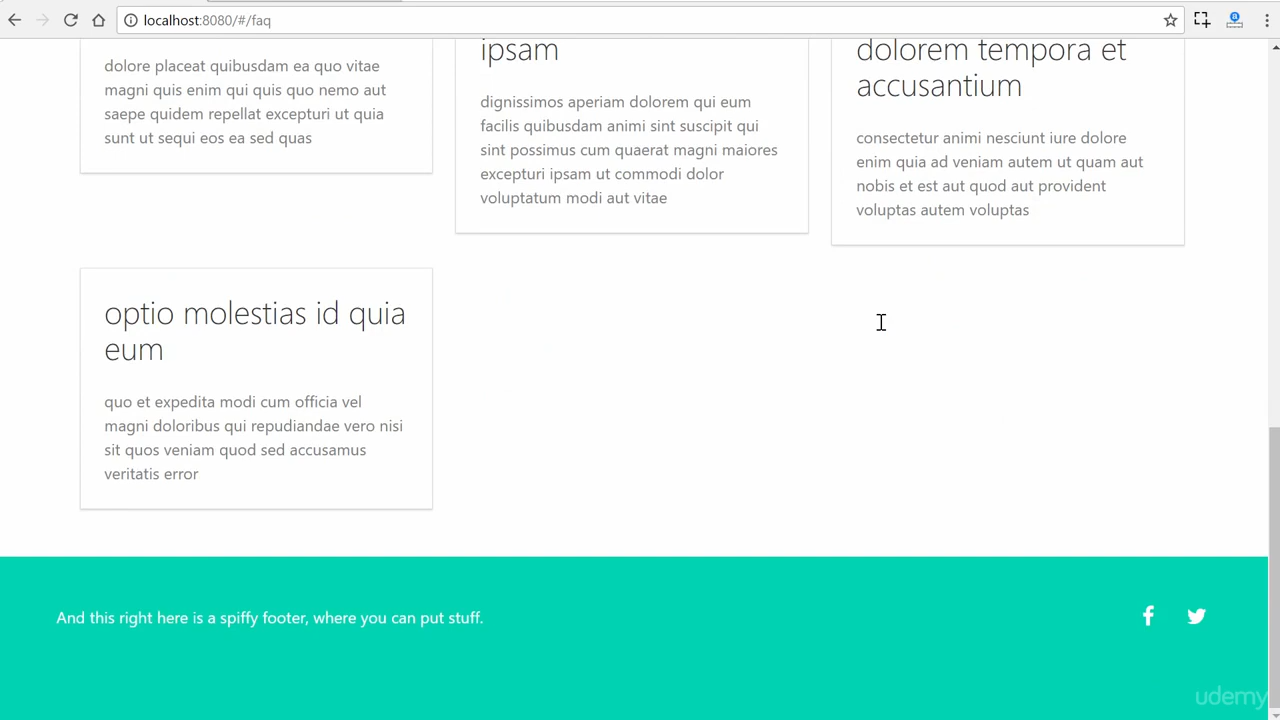 localhost:8080/#/faq
dolore placeat quibusdam ea quo vitae
magni quis enim qui quis quo nemo aut
saepe quidem repellat excepturi ut quia
sunt ut sequi eos ea sed quas
ipsam
dignissimos aperiam dolorem qui eum
facilis quibusdam animi sint suscipit qui
sint possimus cum quaerat magni maiores
excepturi ipsam ut commodi dolor
voluptatum modi aut vitae
dolorem tempora et
accusantium
consectetur animi nesciunt iure dolore
enim quia ad veniam autem ut quam aut
nobis et est aut quod aut provident
voluptas autem voluptas
optio molestias id quia
eum
quo et expedita modi cum officia vel
magni doloribus qui repudiandae vero nisi
sit quos veniam quod sed accusamus
veritatis error
And this right here is a spiffy footer, where you can put stuff.
udemy